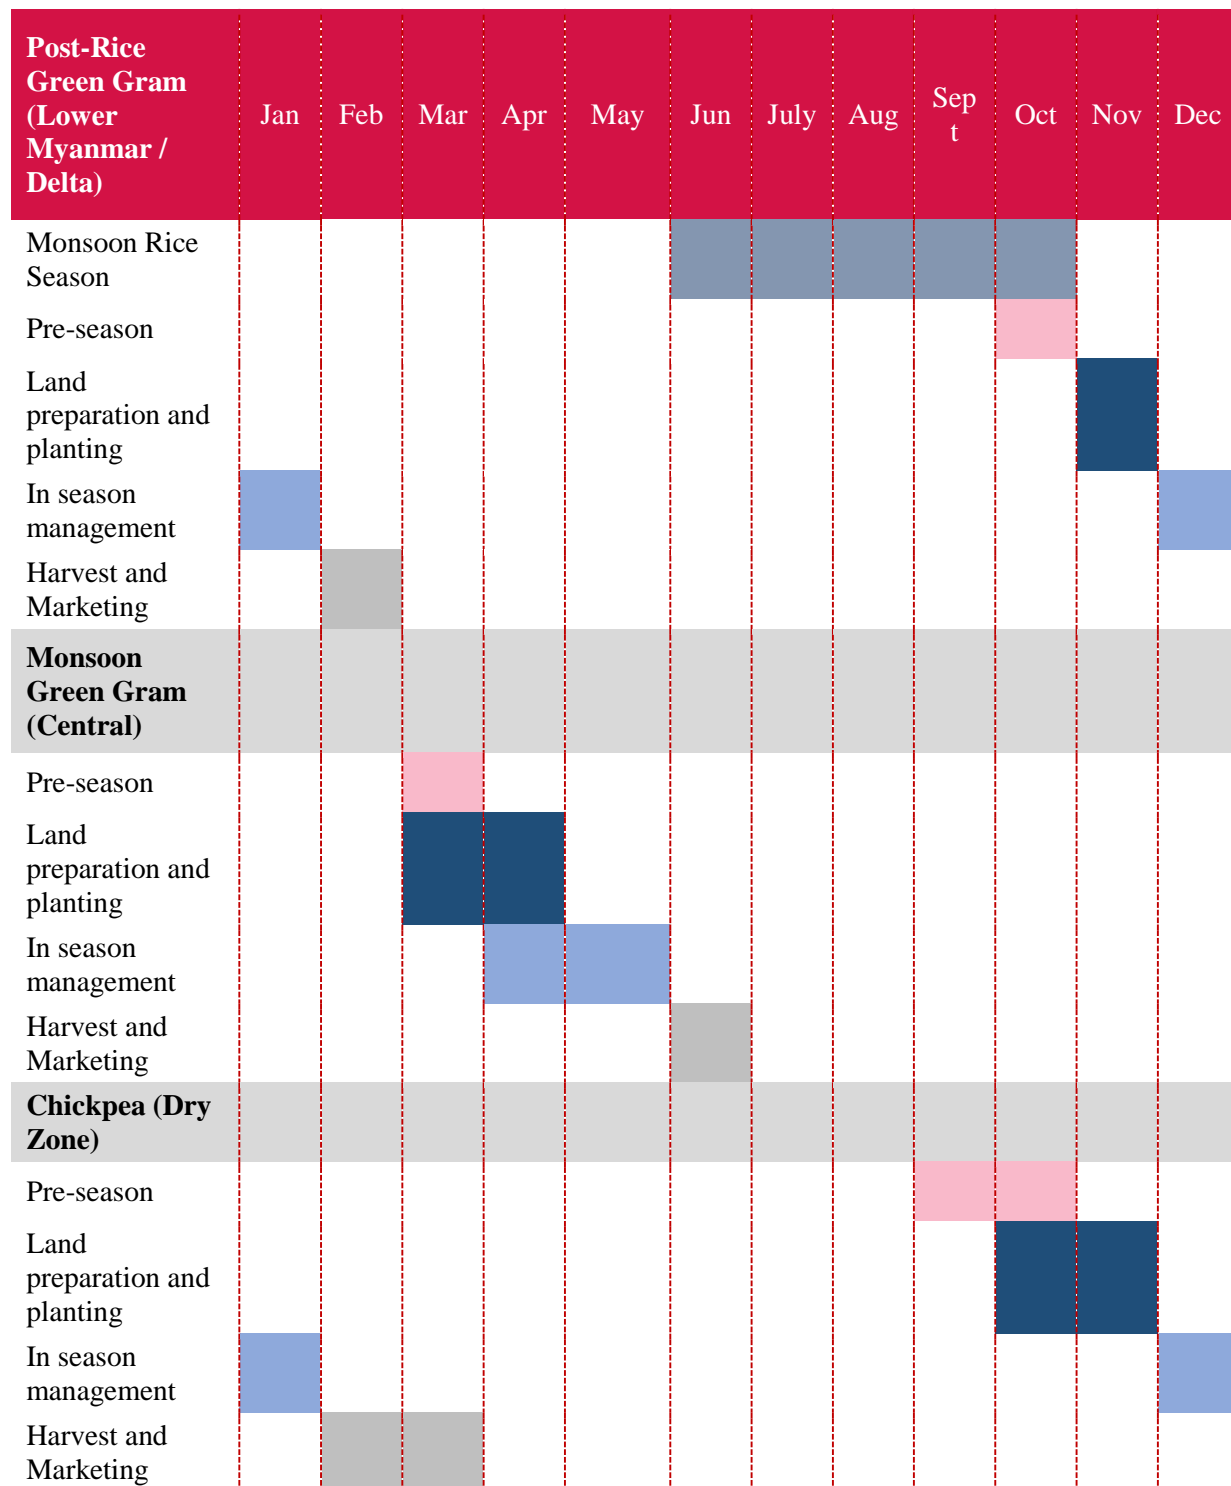 Post-Rice
Green Gram
(Lower
Myanmar /
Delta)
Jan Feb Mar Apr May Jun July Aug Sep
t Oct Nov Dec
Monsoon Rice
Season
Pre-season
Land
preparation and
planting
In season
management
Harvest and
Marketing
Monsoon
Green Gram
(Central)
Pre-season
Land
preparation and
planting
In season
management
Harvest and
Marketing
Chickpea (Dry
Zone)
Pre-season
Land
preparation and
planting
In season
management
Harvest and
Marketing